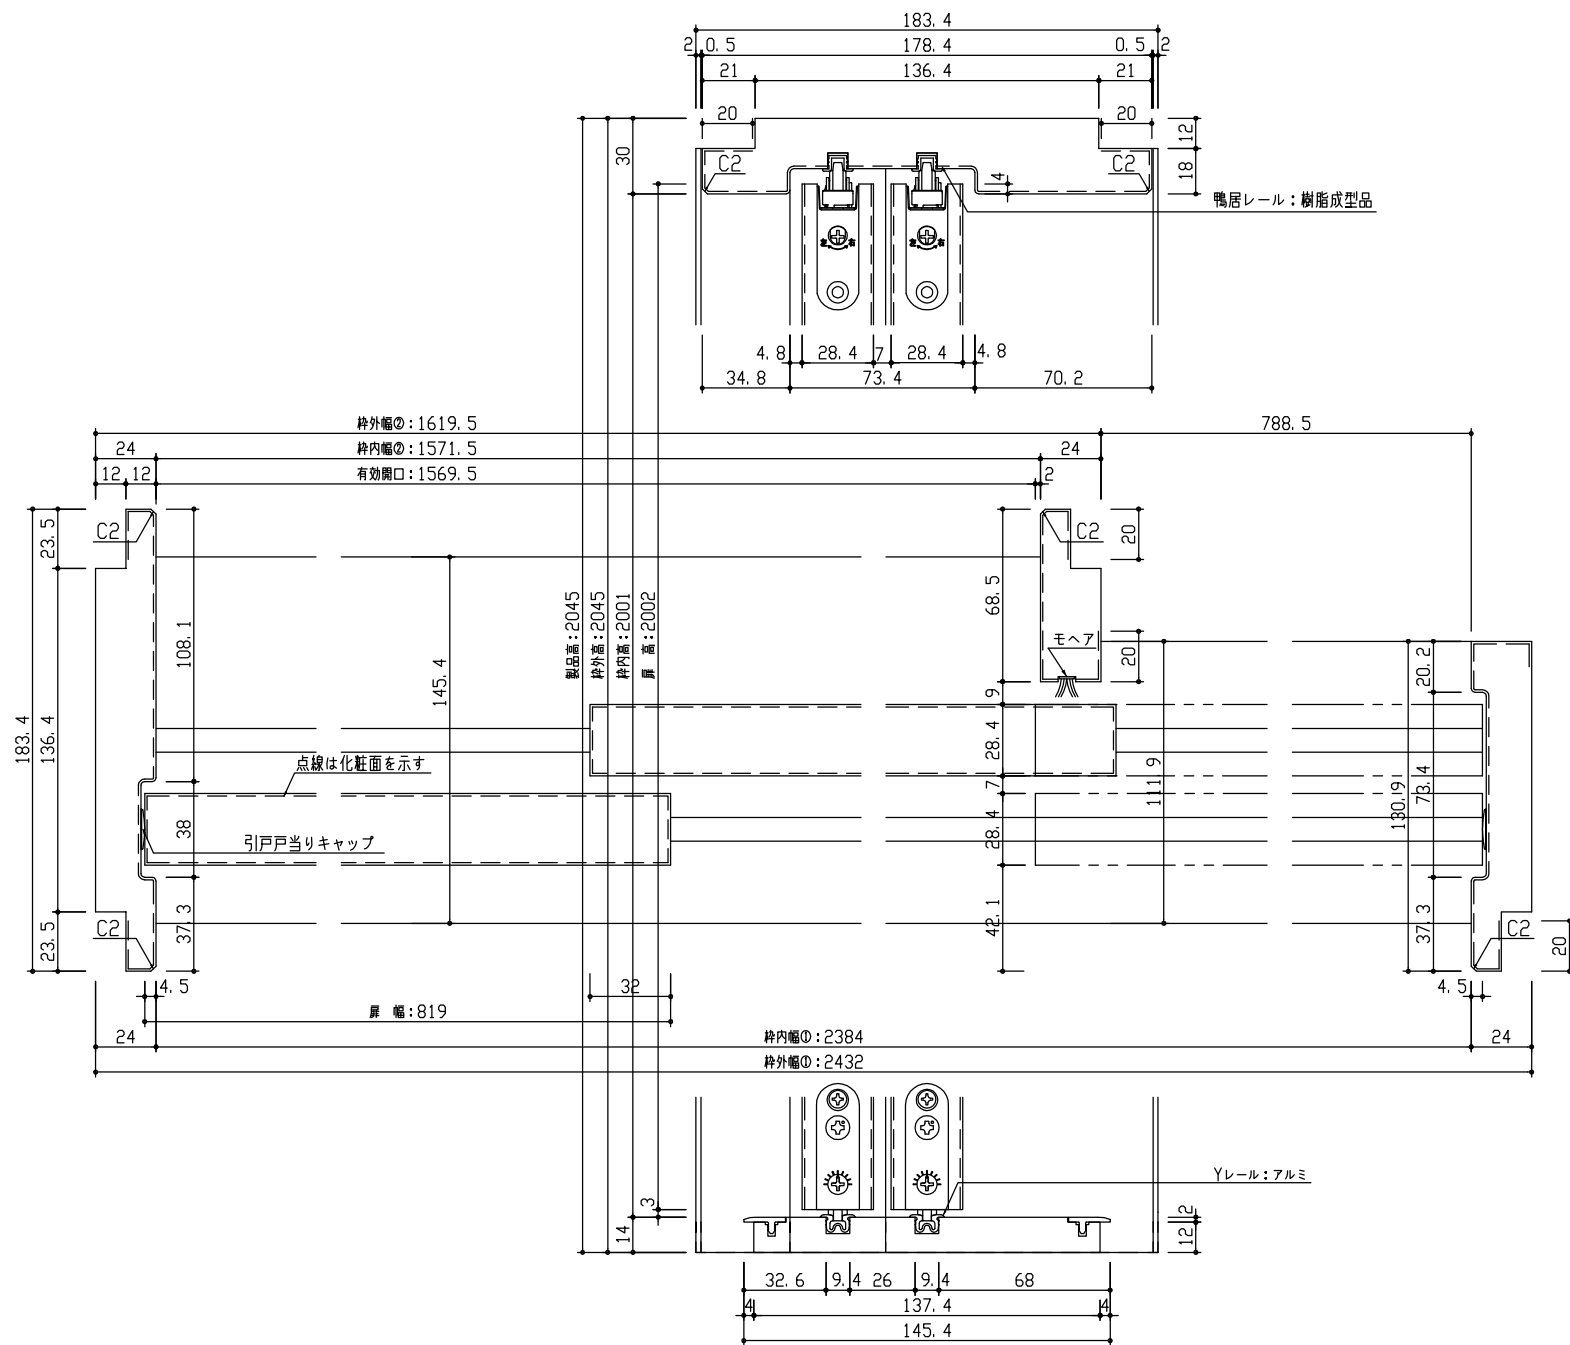 183.4
2 0.5 178.4 0.5 2
21 136.4 21
20 20
12
18
30
C2 C2
4
鴨居レール：樹脂成型品
左 右 左 右
4.8 28.4 7 28.4 4.8
34.8 73.4 70.2
枠外幅②：1619.5 788.5
24 枠内幅②：1571.5 24
12 12 有効開口：1569.5 2
C2 C2
23.5
20
183.4
136.4
108.1
145.4
製品高：2045
枠外高：2045
枠内高：2001
扉 高：2002
68.5
モヘア
20
20.2
9
28.4
7
111.9
130.9
73.4
点線は化粧面を示す
38
28.4
引戸戸当りキャップ
23.5
C2
37.3
42.1
37.3
C2
20
4.5 32 4.5
扉 幅：819
24 枠内幅①：2384 24
枠外幅①：2432
Yレール：アルミ
3
14
2
12
32.6 9.4 26 9.4 68
4 137.4 4
145.4